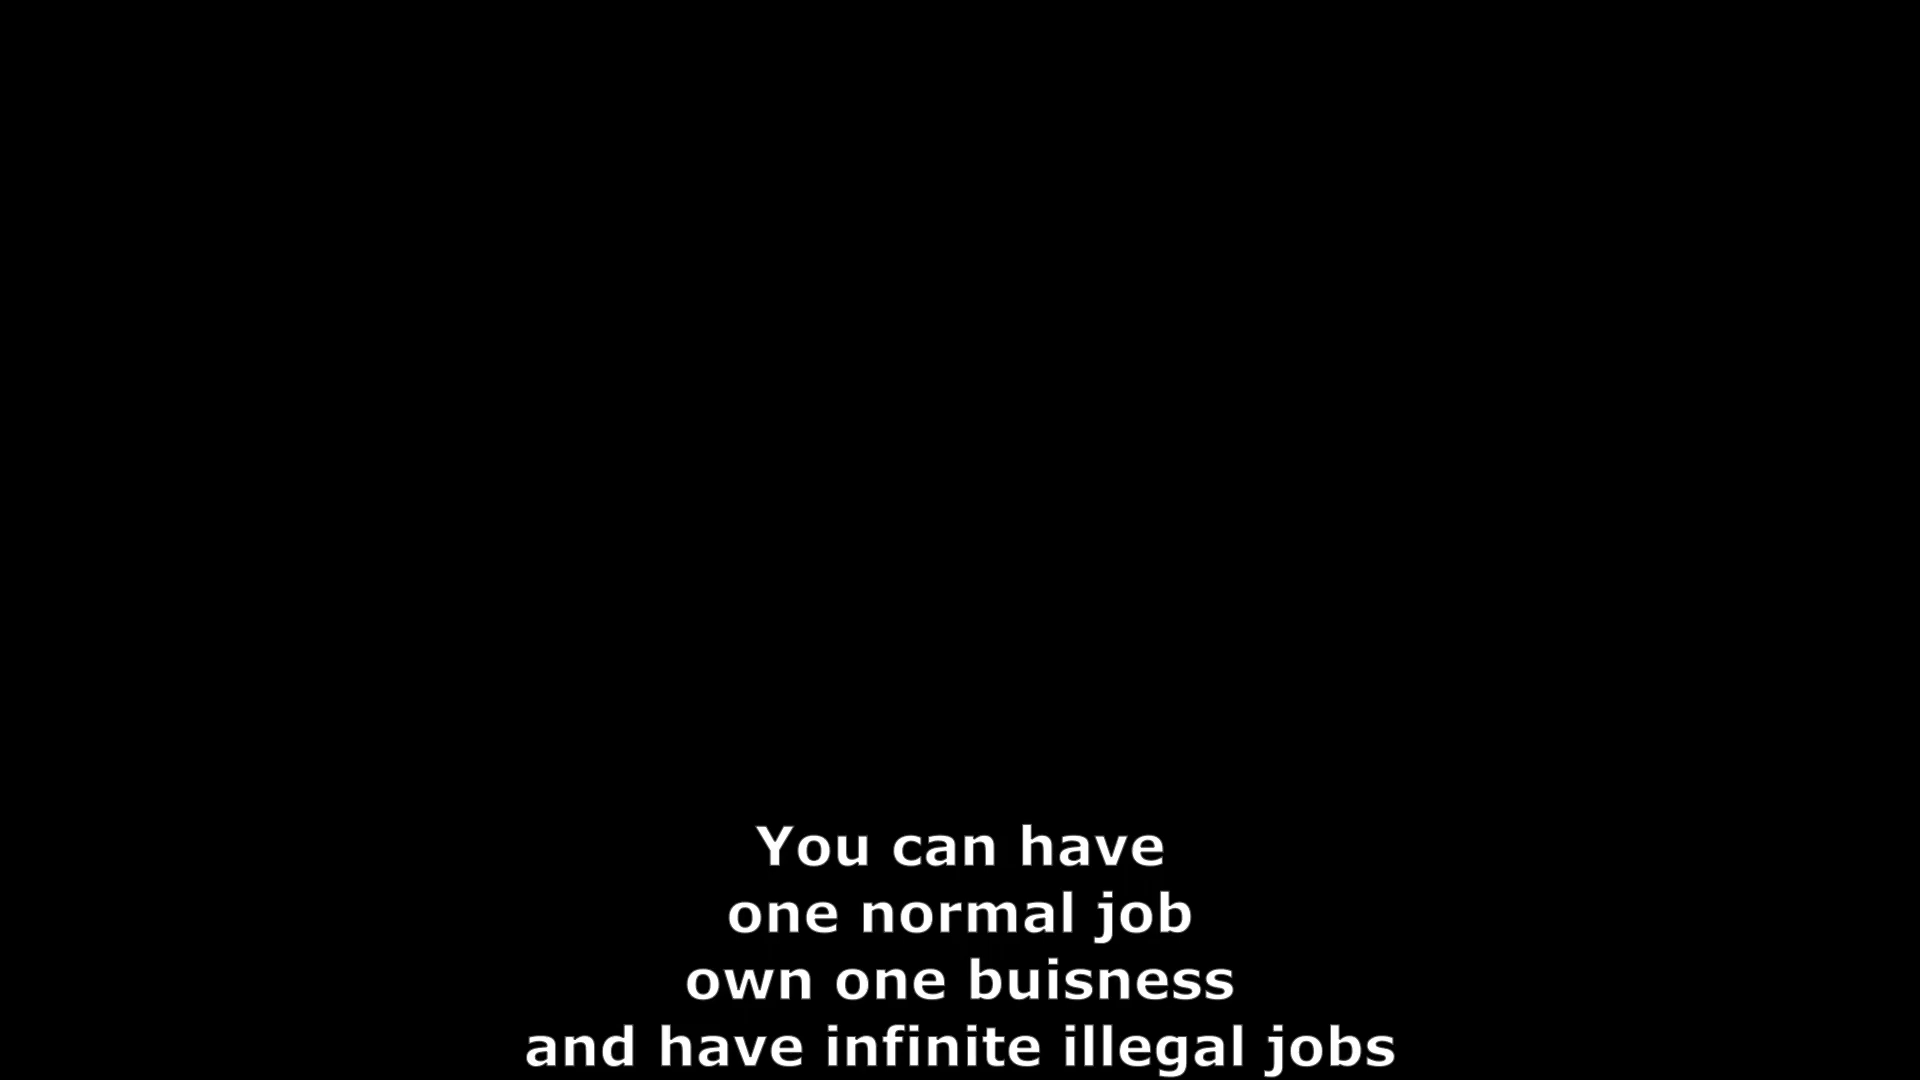 You can have
one normal job
own one buisness
and have infinite illegal jobs